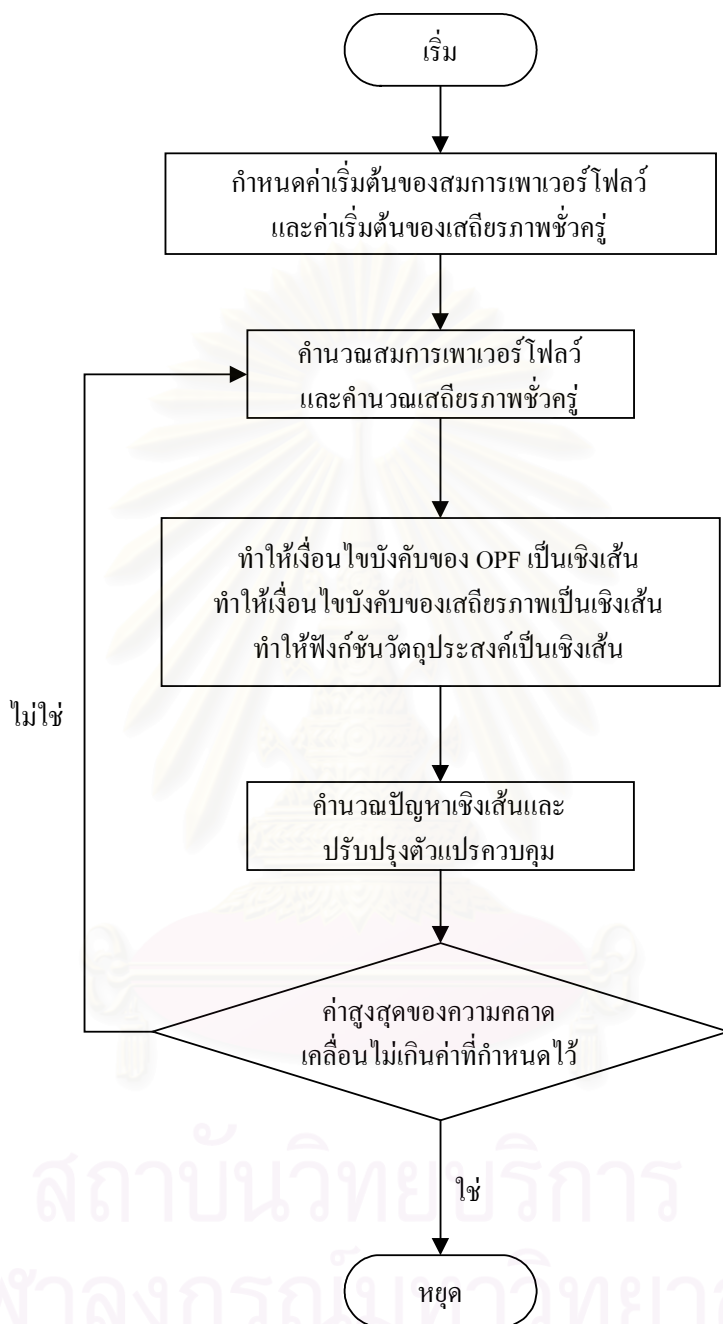 เริ่ม
กำหนดค่าเริ่มต้นของสมการเพาเวอร์โฟลว์
และค่าเริ่มต้นของเสถียรภาพชั่วครู่
คำนวณสมการเพาเวอร์โฟลว์
และคำนวณเสถียรภาพชั่วครู่
ทำให้เงื่อนไขบังคับของ OPF เป็นเชิงเส้น
ทำให้เงื่อนไขบังคับของเสถียรภาพเป็นเชิงเส้น
ทำให้ฟังก์ชันวัตถุประสงค์เป็นเชิงเส้น
ไม่ใช่
คำนวณปัญหาเชิงเส้นและ
ปรับปรุงตัวแปรควบคุม
ค่าสูงสุดของความคลาด
เคลื่อนไม่เกินค่าที่กำหนดไว้
ใช่
หยุด
สถาบันวิทยบริการ
ฬาลงกรณ์มหาวิทยา